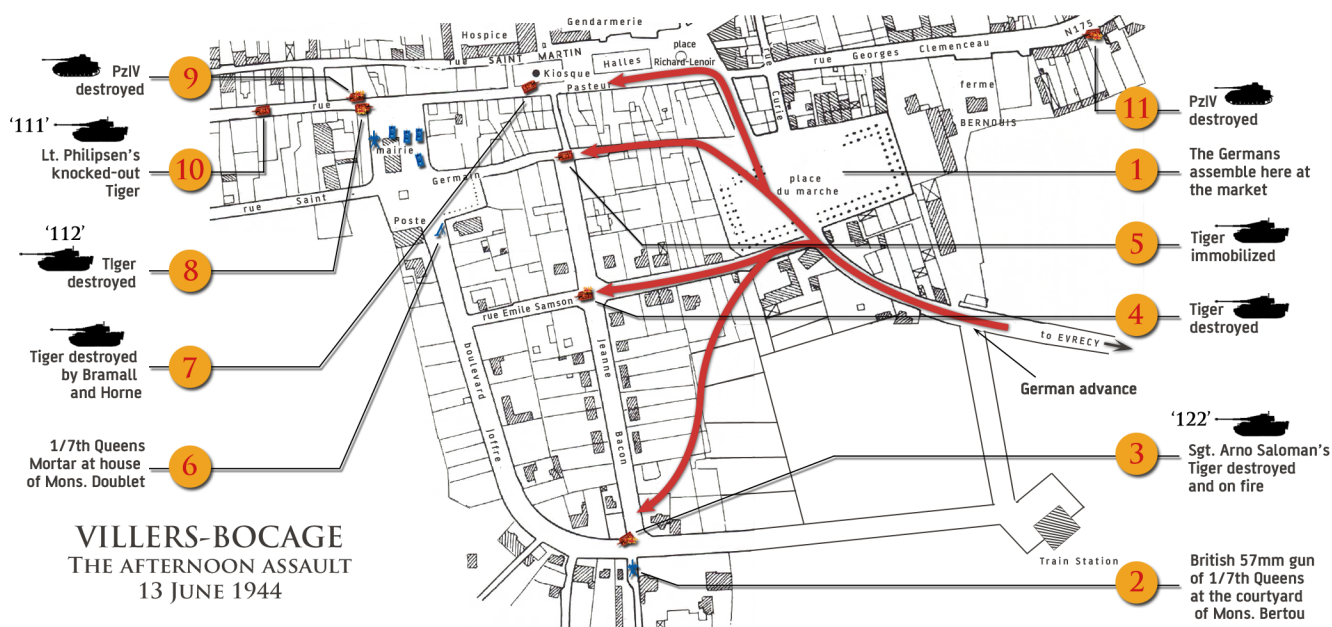 Gendarmerie
Hospice
place
Richard-Lenoir
rue SAINT MARTIN
Halles
Kiosque
Pasteur
rue
rue Georges Clemenceau
N175
rue
Curie
ferme
BERNOUIS
mairie
Germain
rue Saint
place
du marche
Poste
rue Emile Samson
boulevard
Joffre
Jeanne
Bacon
to EVRECY
German advance
Train Station
9
PzIV
destroyed
'111'
10
Lt. Philipsen's
knocked-out
Tiger
'112'
8
Tiger
destroyed
7
Tiger destroyed
by Bramall
and Horne
6
1/7th Queens
Mortar at house
of Mons. Doublet
11
PzIV
destroyed
1
The Germans
assemble here at
the market
5
Tiger
immobilized
4
Tiger
destroyed
'122'
3
Sgt. Arno Saloman's
Tiger destroyed
and on fire
2
British 57mm gun
of 1/7th Queens
at the courtyard
of Mons. Bertou
VILLERS-BOCAGE
THE AFTERNOON ASSAULT
13 JUNE 1944